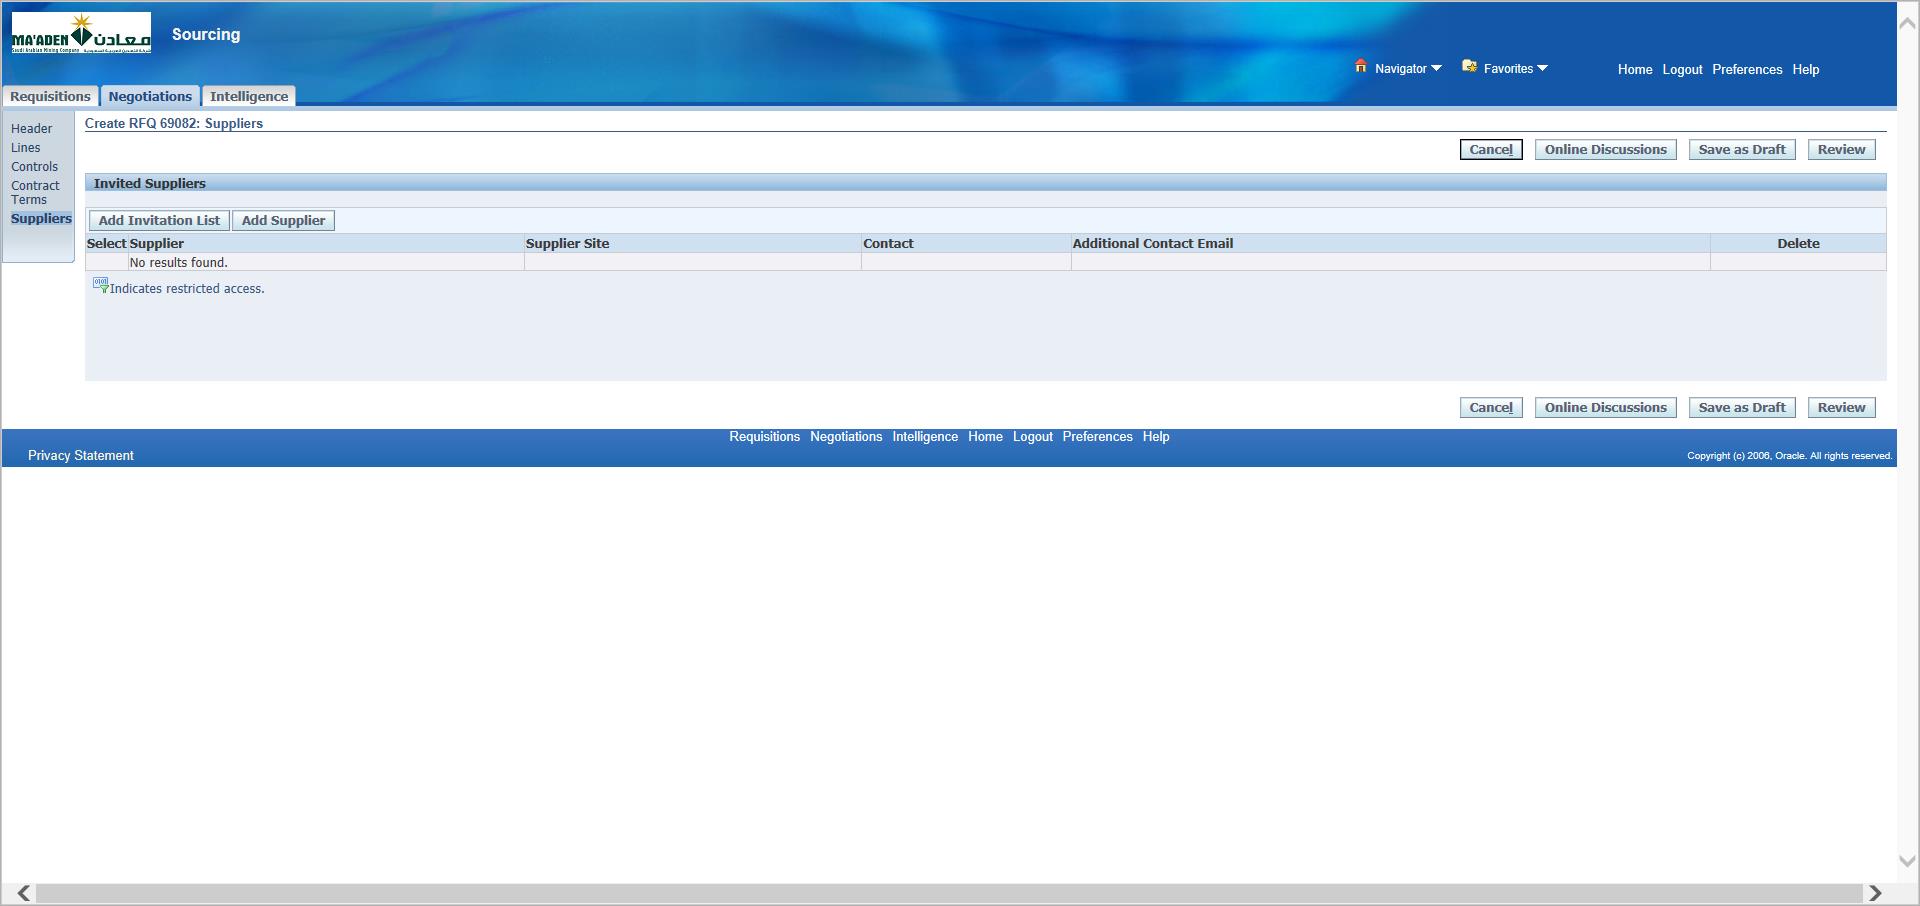 MA'ADEN معادن
Saudi Arabian Mining Company
Sourcing
Navigator Favorites Home Logout Preferences Help
Requisitions Negotiations Intelligence
Header
Lines
Controls
Contract
Terms
Suppliers
Create RFQ 69082: Suppliers
Cancel Online Discussions Save as Draft Review
Invited Suppliers
Add Invitation List Add Supplier
Select Supplier Supplier Site Contact Additional Contact Email Delete
No results found.
Indicates restricted access.
Cancel Online Discussions Save as Draft Review
Requisitions Negotiations Intelligence Home Logout Preferences Help
Privacy Statement
Copyright (c) 2006, Oracle. All rights reserved.